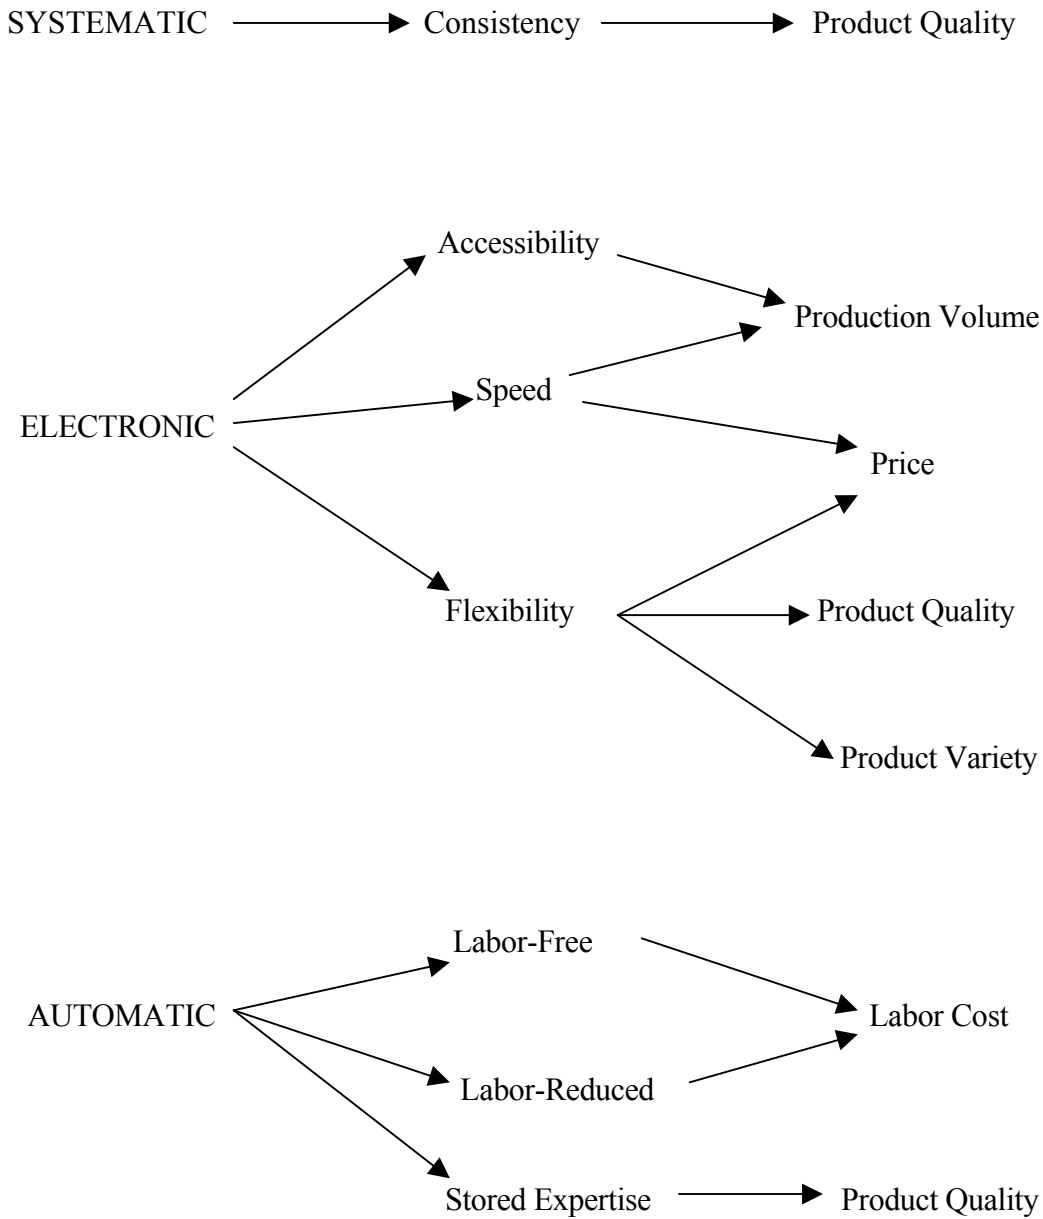 SYSTEMATIC
Consistency
Product Quality
Accessibility
Production Volume
Speed
ELECTRONIC
Price
Flexibility
Product Quality
Product Variety
Labor-Free
AUTOMATIC
Labor Cost
Labor-Reduced
Stored Expertise
Product Quality